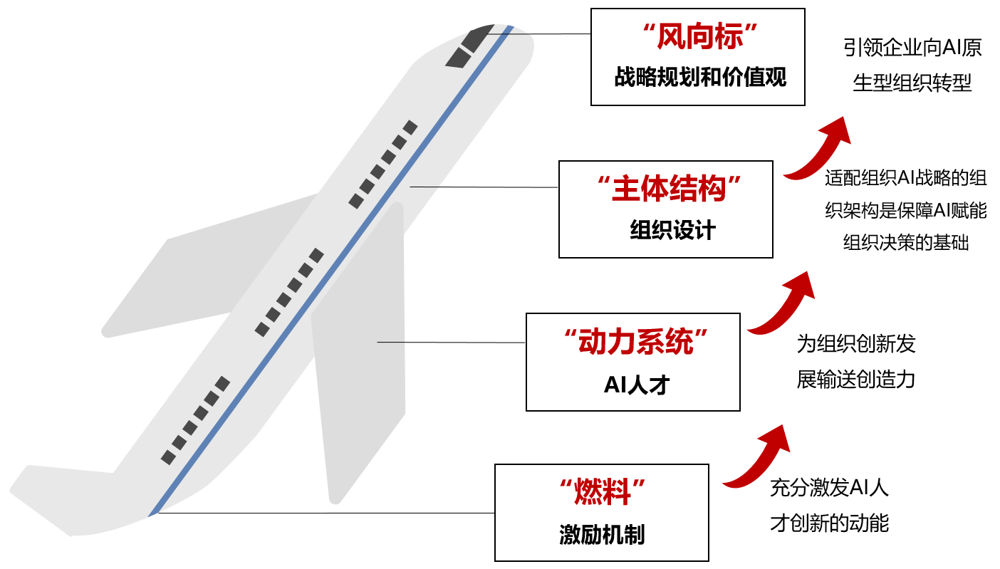 “风向标”
战略规划和价值观
引领企业向AI原
生型组织转型
“主体结构”
组织设计
适配组织AI战略的组
织架构是保障AI赋能
组织决策的基础
“动力系统”
AI人才
为组织创新发
展输送创造力
“燃料”
激励机制
充分激发AI人
才创新的动能